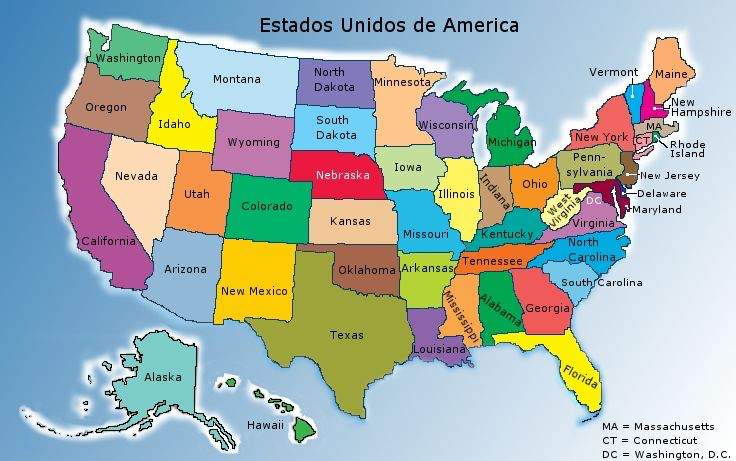 Estados Unidos de America
Washington
Oregon
California
Nevada
Idaho
Montana
Wyoming
Utah
Arizona
Colorado
New Mexico
North
Dakota
South
Dakota
Nebraska
Kansas
Oklahoma
Texas
Minnesota
Iowa
Missouri
Arkansas
Louisiana
Wisconsin
Illinois
Michigan
Indiana
Ohio
Kentucky
Tennessee
Mississippi
Alabama
Georgia
Florida
South Carolina
North
Carolina
Virginia
West
Virginia
DC
Maryland
Delaware
New Jersey
Penn-
sylvania
New York
CT
Rhode
Island
MA
New
Hampshire
Vermont
Maine
Alaska
Hawaii
MA = Massachusetts
CT = Connecticut
DC = Washington, D.C.